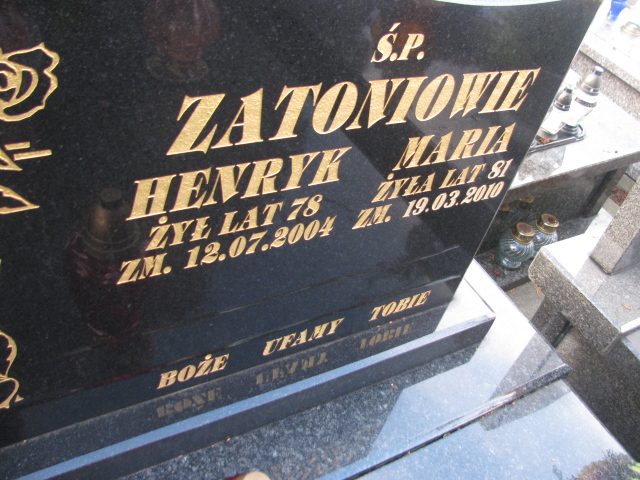 Ś.P.
ZATONIOWIE
HENRYK MARIA
ŻYŁ LAT 78 ŻYŁA LAT 81
ZM. 12.07.2004 ZM. 19.03.2010
BOŻE UFAMY TOBIE